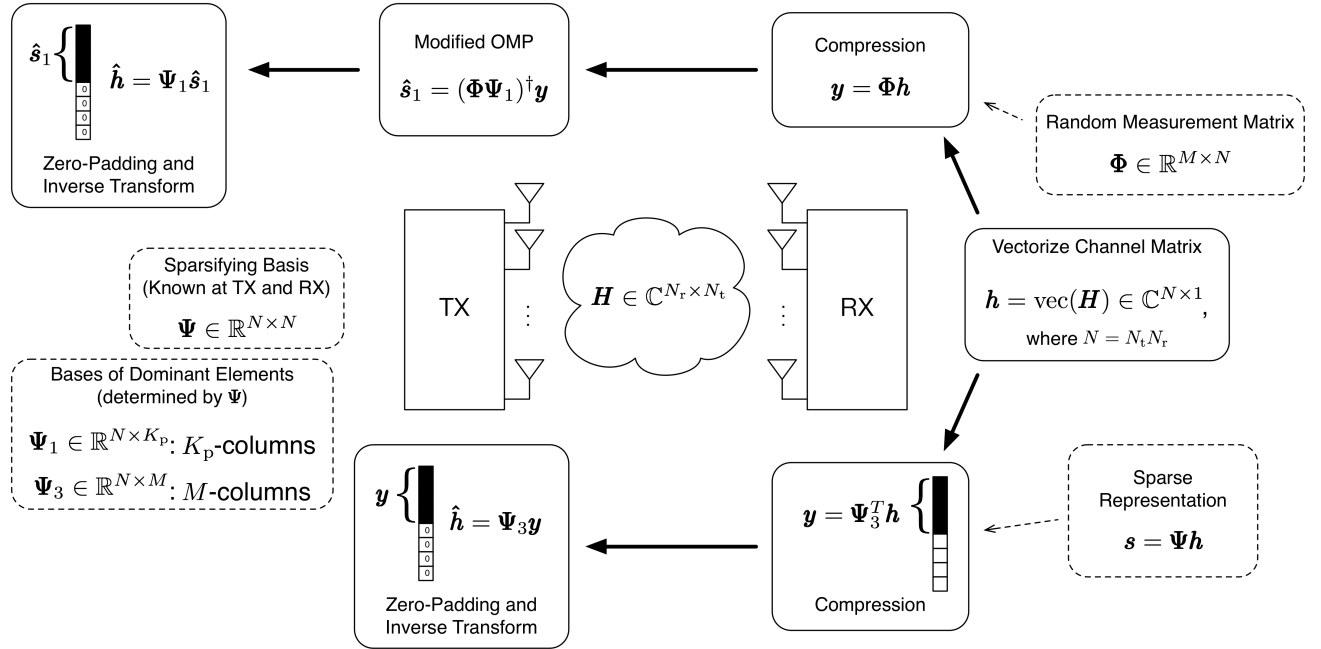 ŝ₁
ĥ = Ψ₁ŝ₁
0
0
0
0
Zero-Padding and
Inverse Transform
Modified OMP
ŝ₁ = (ΦΨ₁)†y
Compression
y = Φh
Random Measurement Matrix
Φ ∈ ℝ^{M×N}
Sparsifying Basis
(Known at TX and RX)
Ψ ∈ ℝ^{N×N}
TX
⋮
H ∈ ℂ^{N_r×N_t}
⋮
RX
Vectorize Channel Matrix
h = vec(H) ∈ ℂ^{N×1},
where N = N_tN_r
Bases of Dominant Elements
(determined by Ψ)
Ψ₁ ∈ ℝ^{N×K_p}: K_p-columns
Ψ₃ ∈ ℝ^{N×M}: M-columns
y
ĥ = Ψ₃y
0
0
0
0
Zero-Padding and
Inverse Transform
y = Ψ₃^T h
Compression
Sparse
Representation
s = Ψh